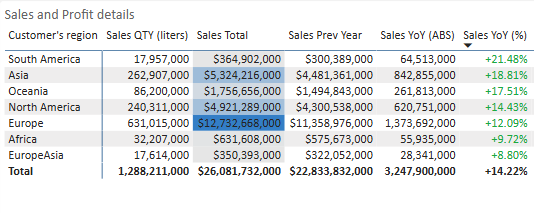 Sales and Profit details
Customer's region Sales QTY (liters) Sales Total Sales Prev Year Sales YoY (ABS) Sales YoY (%)
South America 17,957,000 $364,902,000 $300,389,000 64,513,000 +21.48%
Asia 262,907,000 $5,324,216,000 $4,481,361,000 842,855,000 +18.81%
Oceania 86,200,000 $1,756,656,000 $1,494,843,000 261,813,000 +17.51%
North America 240,311,000 $4,921,289,000 $4,300,538,000 620,751,000 +14.43%
Europe 631,015,000 $12,732,668,000 $11,358,976,000 1,373,692,000 +12.09%
Africa 32,207,000 $631,608,000 $575,673,000 55,935,000 +9.72%
EuropeAsia 17,614,000 $350,393,000 $322,052,000 28,341,000 +8.80%
Total 1,288,211,000 $26,081,732,000 $22,833,832,000 3,247,900,000 +14.22%